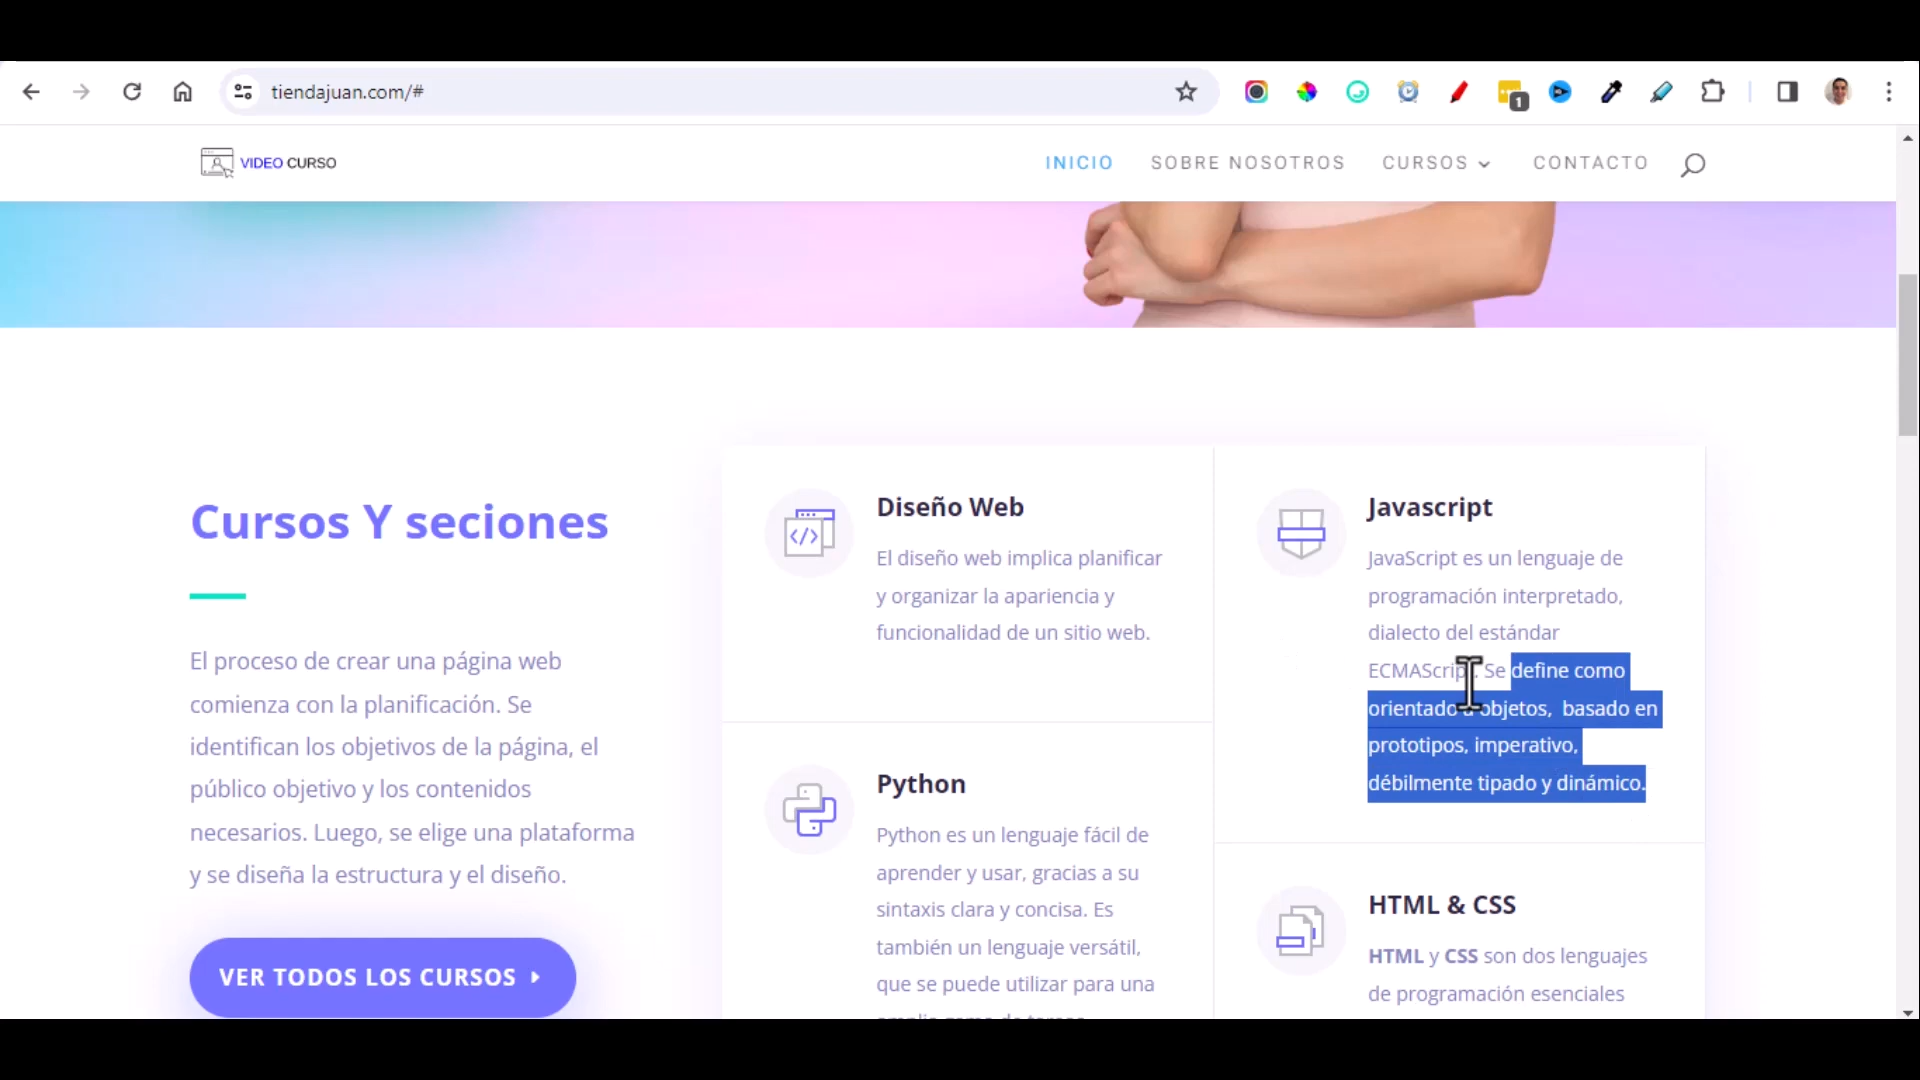 tiendajuan.com/#
1
VIDEO CURSO
INICIO
SOBRE NOSOTROS
CURSOS
CONTACTO
Cursos Y seciones
El proceso de crear una página web
comienza con la planificación. Se
identifican los objetivos de la página, el
público objetivo y los contenidos
necesarios. Luego, se elige una plataforma
y se diseña la estructura y el diseño.
VER TODOS LOS CURSOS
Diseño Web
El diseño web implica planificar
y organizar la apariencia y
funcionalidad de un sitio web.
Javascript
JavaScript es un lenguaje de
programación interpretado,
dialecto del estándar
ECMAScript. Se define como
orientado a objetos, basado en
prototipos, imperativo,
débilmente tipado y dinámico.
Python
Python es un lenguaje fácil de
aprender y usar, gracias a su
sintaxis clara y concisa. Es
también un lenguaje versátil,
que se puede utilizar para una
HTML & CSS
HTML y CSS son dos lenguajes
de programación esenciales